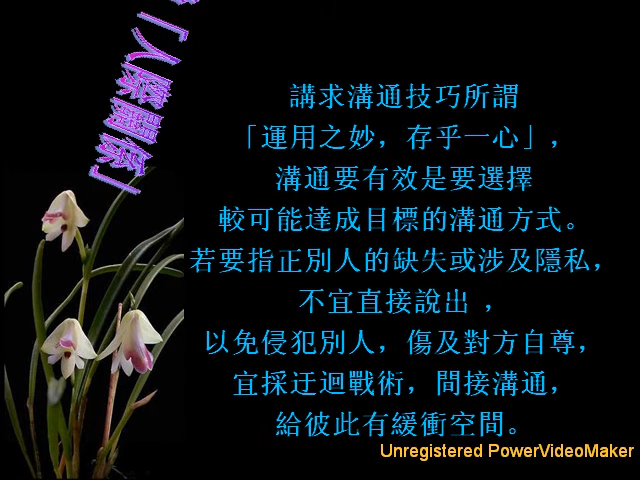 「人際關係」
講求溝通技巧所謂
「運用之妙，存乎一心」，
溝通要有效是要選擇
較可能達成目標的溝通方式。
若要指正別人的缺失或涉及隱私，
不宜直接說出 ，
以免侵犯別人，傷及對方自尊，
宜採迂迴戰術，間接溝通，
給彼此有緩衝空間。
Unregistered PowerVideoMaker